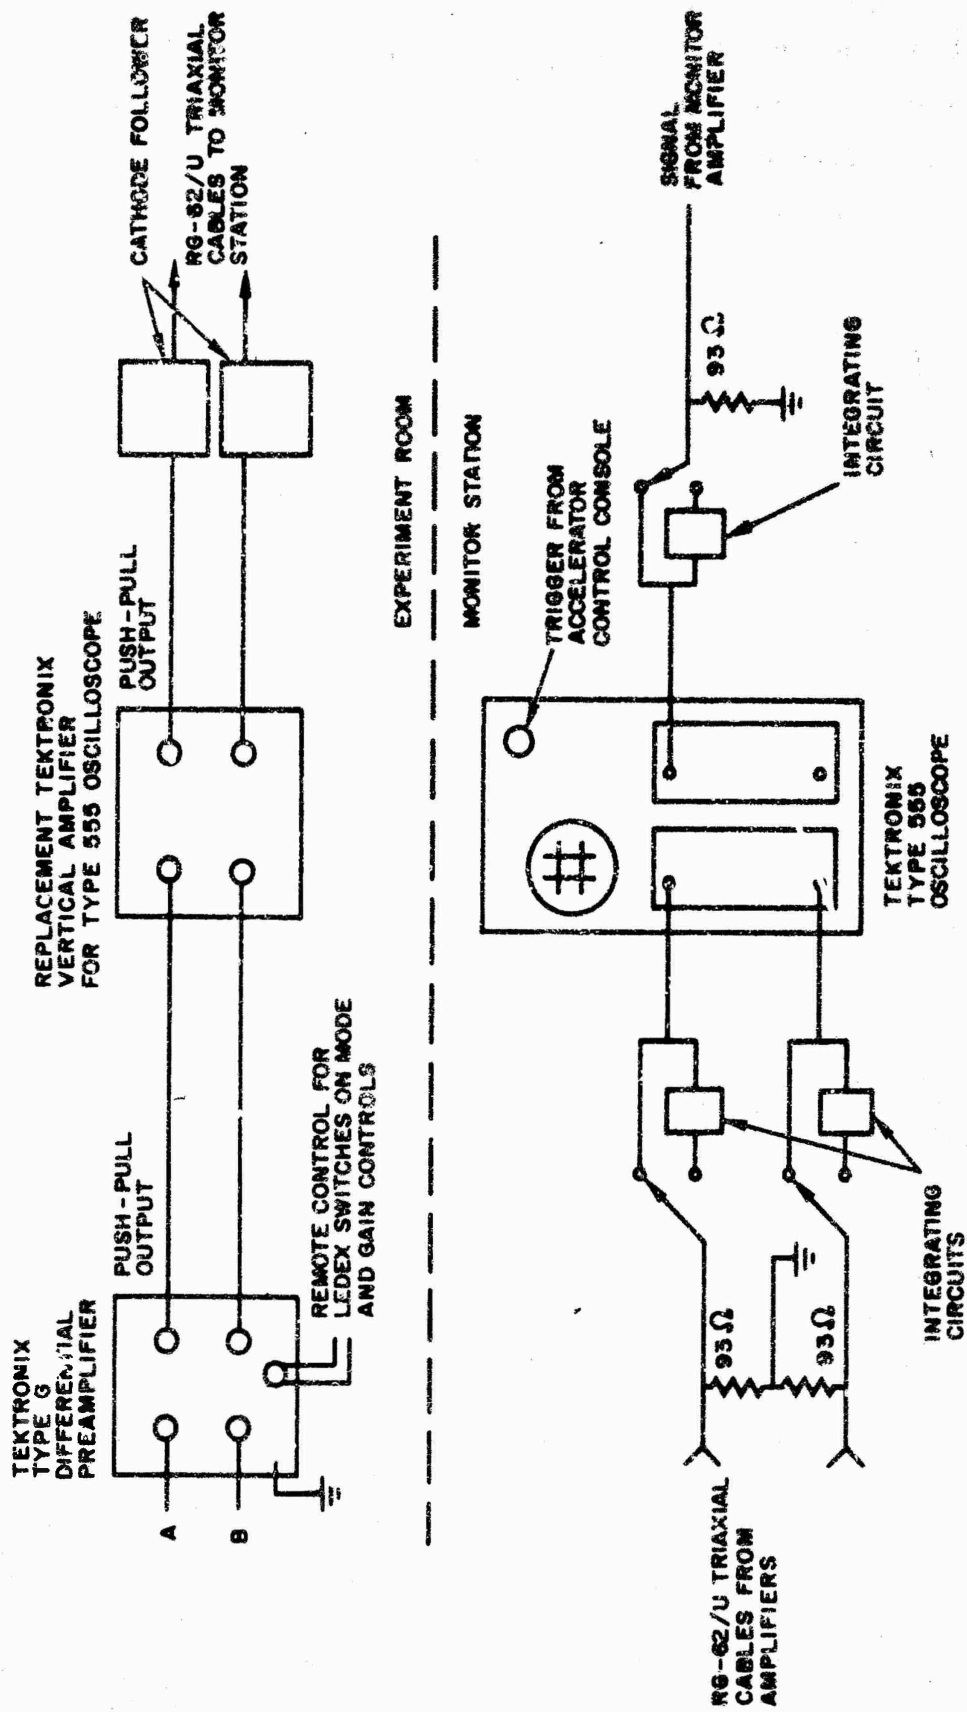 TEKTRONIX
TYPE G
DIFFERENTIAL
PREAMPLIFIER
A
B
PUSH-PULL
OUTPUT
REMOTE CONTROL FOR
LEDEX SWITCHES ON MODE
AND GAIN CONTROLS
REPLACEMENT TEKTRONIX
VERTICAL AMPLIFIER
FOR TYPE 555 OSCILLOSCOPE
PUSH-PULL
OUTPUT
CATHODE FOLLOWER
RG-62/U TRIAXIAL
CABLES TO MONITOR
STATION
EXPERIMENT ROOM
MONITOR STATION
RG-62/U TRIAXIAL
CABLES FROM
AMPLIFIERS
93Ω
93Ω
INTEGRATING
CIRCUITS
TEKTRONIX
TYPE 555
OSCILLOSCOPE
TRIGGER FROM
ACCELERATOR
CONTROL CONSOLE
INTEGRATING
CIRCUIT
93Ω
SIGNAL
FROM MONITOR
AMPLIFIER